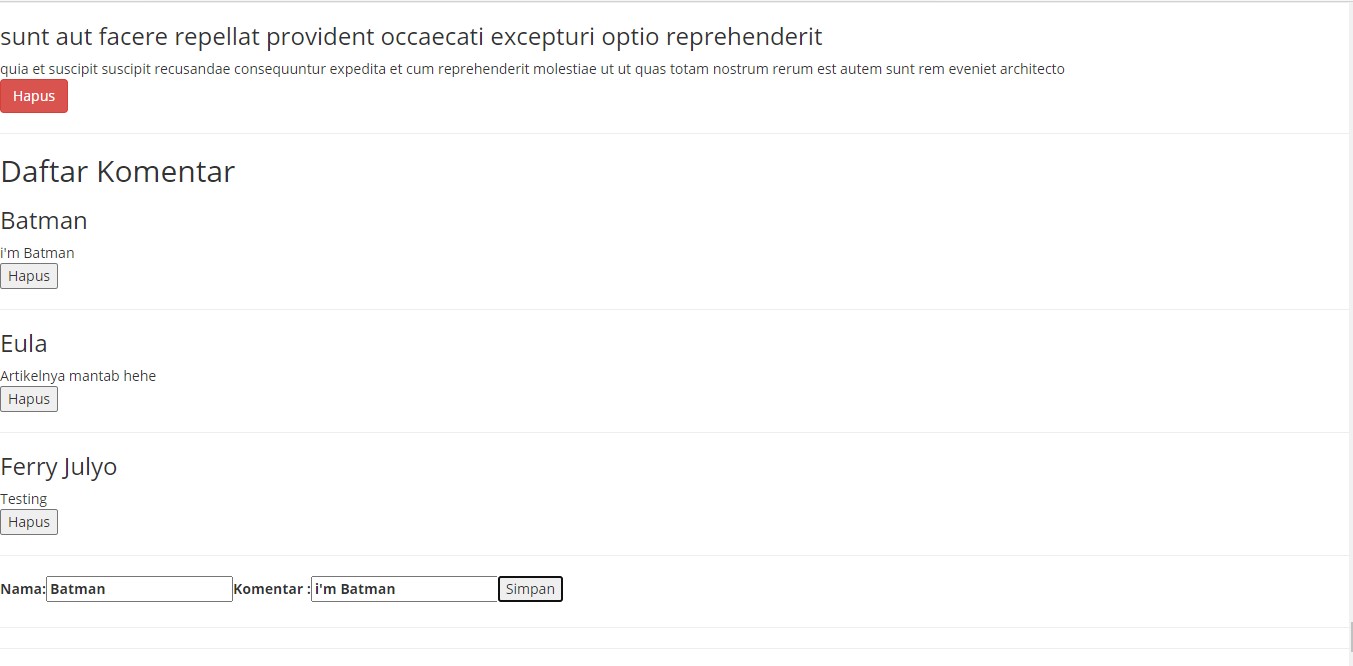 sunt aut facere repellat provident occaecati excepturi optio reprehenderit
quia et suscipit suscipit recusandae consequuntur expedita et cum reprehenderit molestiae ut ut quas totam nostrum rerum est autem sunt rem eveniet architecto
Hapus
Daftar Komentar
Batman
i'm Batman
Hapus
Eula
Artikelnya mantab hehe
Hapus
Ferry Julyo
Testing
Hapus
Nama: Batman Komentar : i'm Batman Simpan